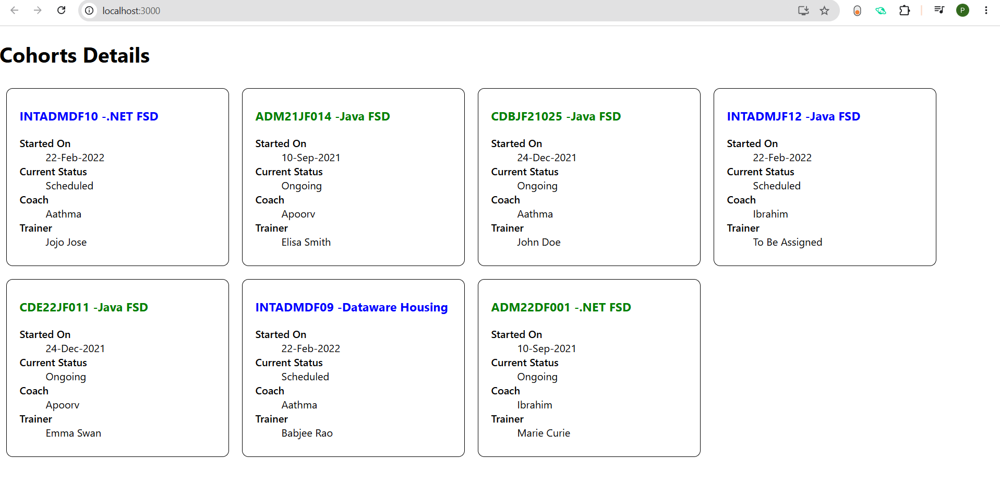 localhost:3000
P
Cohorts Details
INTADMDF10 -.NET FSD
Started On
22-Feb-2022
Current Status
Scheduled
Coach
Aathma
Trainer
Jojo Jose
ADM21JF014 -Java FSD
Started On
10-Sep-2021
Current Status
Ongoing
Coach
Apoorv
Trainer
Elisa Smith
CDBJF21025 -Java FSD
Started On
24-Dec-2021
Current Status
Ongoing
Coach
Aathma
Trainer
John Doe
INTADMJF12 -Java FSD
Started On
22-Feb-2022
Current Status
Scheduled
Coach
Ibrahim
Trainer
To Be Assigned
CDE22JF011 -Java FSD
Started On
24-Dec-2021
Current Status
Ongoing
Coach
Apoorv
Trainer
Emma Swan
INTADMDF09 -Dataware Housing
Started On
22-Feb-2022
Current Status
Scheduled
Coach
Aathma
Trainer
Babjee Rao
ADM22DF001 -.NET FSD
Started On
10-Sep-2021
Current Status
Ongoing
Coach
Ibrahim
Trainer
Marie Curie